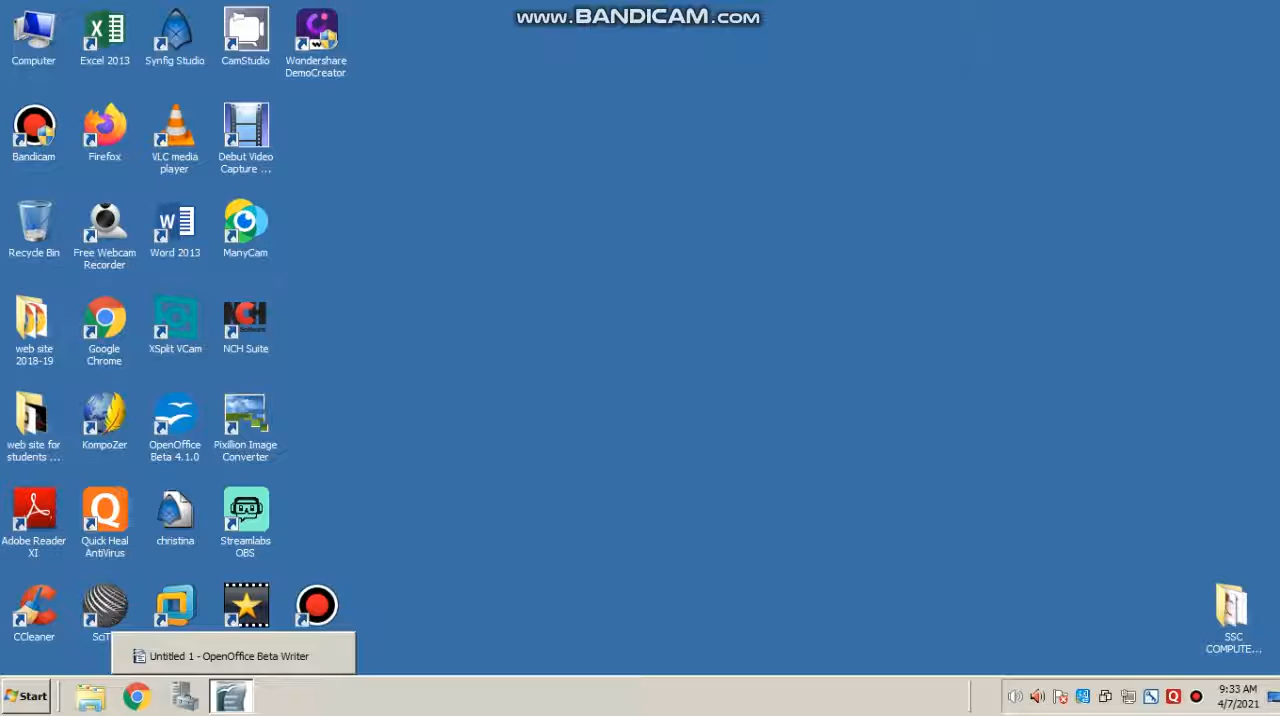 www.BANDICAM.com
Computer
Excel 2013
Synfig Studio
CamStudio
Wondershare
DemoCreator
Bandicam
Firefox
VLC media
player
Debut Video
Capture ...
Recycle Bin
Free Webcam
Recorder
Word 2013
ManyCam
web site
2018-19
Google
Chrome
XSplit VCam
NCH Suite
web site for
students ...
KompoZer
OpenOffice
Beta 4.1.0
Pixillion Image
Converter
Adobe Reader
XI
Quick Heal
AntiVirus
christina
Streamlabs
OBS
CCleaner
SSC
COMPUTE...
Untitled 1 - OpenOffice Beta Writer
Start
9:33 AM
4/7/2021